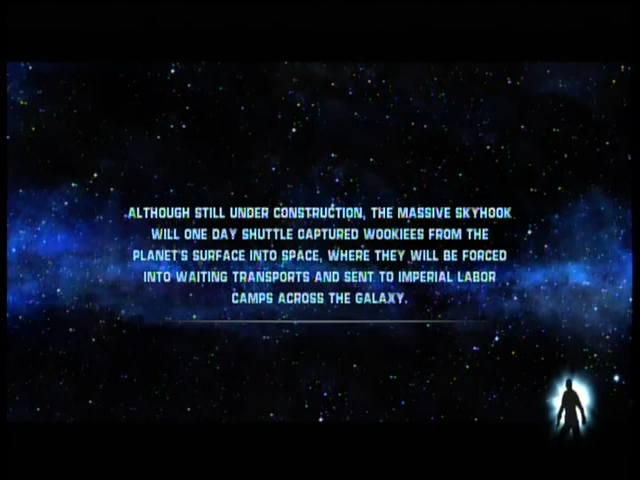 ALTHOUGH STILL UNDER CONSTRUCTION, THE MASSIVE SKYHOOK
WILL ONE DAY SHUTTLE CAPTURED WOOKIEES FROM THE
PLANET'S SURFACE INTO SPACE, WHERE THEY WILL BE FORCED
INTO WAITING TRANSPORTS AND SENT TO IMPERIAL LABOR
CAMPS ACROSS THE GALAXY.